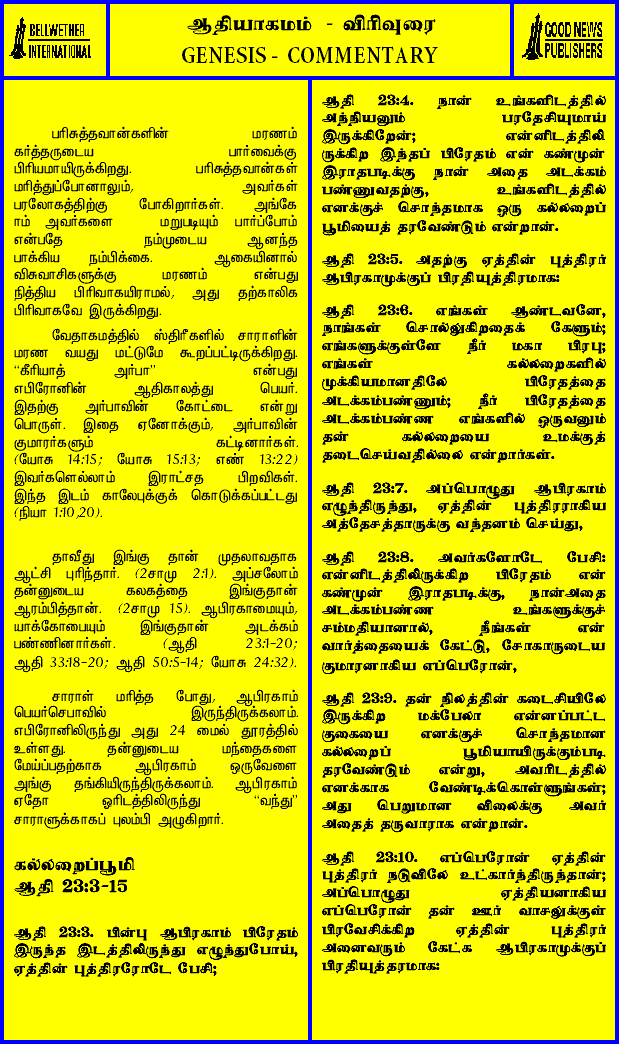 BELLWETHER
INTERNATIONAL
ஆதியாகமம் - விரிவுரை
GENESIS - COMMENTARY
GOOD NEWS
PUBLISHERS
பரிசுத்தவான்களின் மரணம்
கர்த்தருடைய பார்வைக்கு
பிரியமாயிருக்கிறது. பரிசுத்தவான்கள்
மரித்துப்போனாலும், அவர்கள்
பரலோகத்திற்கு போகிறார்கள். அங்கே
ாம் அவர்களை மறுபடியும் பார்ப்போம்
என்பதே நம்முடைய ஆனந்த
பாக்கிய நம்பிக்கை. ஆகையினால்
விசுவாசிகளுக்கு மரணம் என்பது
நித்திய பிரிவாகயிராமல், அது தற்காலிக
பிரிவாகவே இருக்கிறது.
வேதாகமத்தில் ஸ்திரீகளில் சாராளின்
மரண வயது மட்டுமே கூறப்பட்டிருக்கிறது.
“கீரியாத் அர்பா” என்பது
எபிரோனின் ஆதிகாலத்து பெயர்.
இதற்கு அர்பாவின் கோட்டை என்று
பொருள். இதை ஏனோக்கும், அர்பாவின்
குமாரர்களும் கட்டினார்கள்.
(யோசு 14:15; யோசு 15:13; எண் 13:22)
இவர்களெல்லாம் இராட்சத பிறவிகள்.
இந்த இடம் காலேபுக்குக் கொடுக்கப்பட்டது
(நியா 1:10,20).
தாவீது இங்கு தான் முதலாவதாக
ஆட்சி புரிந்தார். (2சாமு 2:1). அப்சலோம்
தன்னுடைய கலகத்தை இங்குதான்
ஆரம்பித்தான். (2சாமு 15). ஆபிரகாமையும்,
யாக்கோபையும் இங்குதான் அடக்கம்
பண்ணினார்கள். (ஆதி 23:1-20;
ஆதி 33:18-20; ஆதி 50:5-14; யோசு 24:32).
சாராள் மரித்த போது, ஆபிரகாம்
பெயர்செபாவில் இருந்திருக்கலாம்.
எபிரோனிலிருந்து அது 24 மைல் தூரத்தில்
உள்ளது. தன்னுடைய மந்தைகளை
மேய்ப்பதற்காக ஆபிரகாம் ஒருவேளை
அங்கு தங்கியிருந்திருக்கலாம். ஆபிரகாம்
ஏதோ ஓரிடத்திலிருந்து “வந்து”
சாராளுக்காகப் புலம்பி அழுகிறார்.
கல்லறைப்பூமி
ஆதி 23:3-15
ஆதி 23:3. பின்பு ஆபிரகாம் பிரேதம்
இருந்த இடத்திலிருந்து எழுந்துபோய்,
ஏத்தின் புத்திரரோடே பேசி;
ஆதி 23:4. நான் உங்களிடத்தில்
அந்நியனும் பரதேசியுமாய்
இருக்கிறேன்; என்னிடத்திலி
ருக்கிற இந்தப் பிரேதம் என் கண்முன்
இராதபடிக்கு நான் அதை அடக்கம்
பண்ணுவதற்கு, உங்களிடத்தில்
எனக்குச் சொந்தமாக ஒரு கல்லறைப்
பூமியைத் தரவேண்டும் என்றான்.
ஆதி 23:5. அதற்கு ஏத்தின் புத்திரர்
ஆபிரகாமுக்குப் பிரதியுத்திரமாக:
ஆதி 23:6. எங்கள் ஆண்டவனே,
நாங்கள் சொல்லுகிறதைக் கேளும்;
எங்களுக்குள்ளே நீர் மகா பிரபு;
எங்கள் கல்லறைகளில்
முக்கியமானதிலே பிரேதத்தை
அடக்கம்பண்ணும்; நீர் பிரேதத்தை
அடக்கம்பண்ண எங்களில் ஒருவனும்
தன் கல்லறையை உமக்குத்
தடைசெய்வதில்லை என்றார்கள்.
ஆதி 23:7. அப்பொழுது ஆபிரகாம்
எழுந்திருந்து, ஏத்தின் புத்திரராகிய
அத்தேசத்தாருக்கு வந்தனம் செய்து,
ஆதி 23:8. அவர்களோடே பேசி:
என்னிடத்திலிருக்கிற பிரேதம் என்
கண்முன் இராதபடிக்கு, நான்அதை
அடக்கம்பண்ண உங்களுக்குச்
சம்மதியானால், நீங்கள் என்
வார்த்தையைக் கேட்டு, சோகாருடைய
குமாரனாகிய எப்பெரோன்,
ஆதி 23:9. தன் நிலத்தின் கடைசியிலே
இருக்கிற மக்பேலா என்னப்பட்ட
குகையை எனக்குச் சொந்தமான
கல்லறைப் பூமியாயிருக்கும்படி
தரவேண்டும் என்று, அவரிடத்தில்
எனக்காக வேண்டிக்கொள்ளுங்கள்;
அது பெறுமான விலைக்கு அவர்
அதைத் தருவாராக என்றான்.
ஆதி 23:10. எப்பெரோன் ஏத்தின்
புத்திரர் நடுவிலே உட்கார்ந்திருந்தான்;
அப்பொழுது ஏத்தியனாகிய
எப்பெரோன் தன் ஊர் வாசலுக்குள்
பிரவேசிக்கிற ஏத்தின் புத்திரர்
அனைவரும் கேட்க ஆபிரகாமுக்குப்
பிரதியுத்தரமாக: